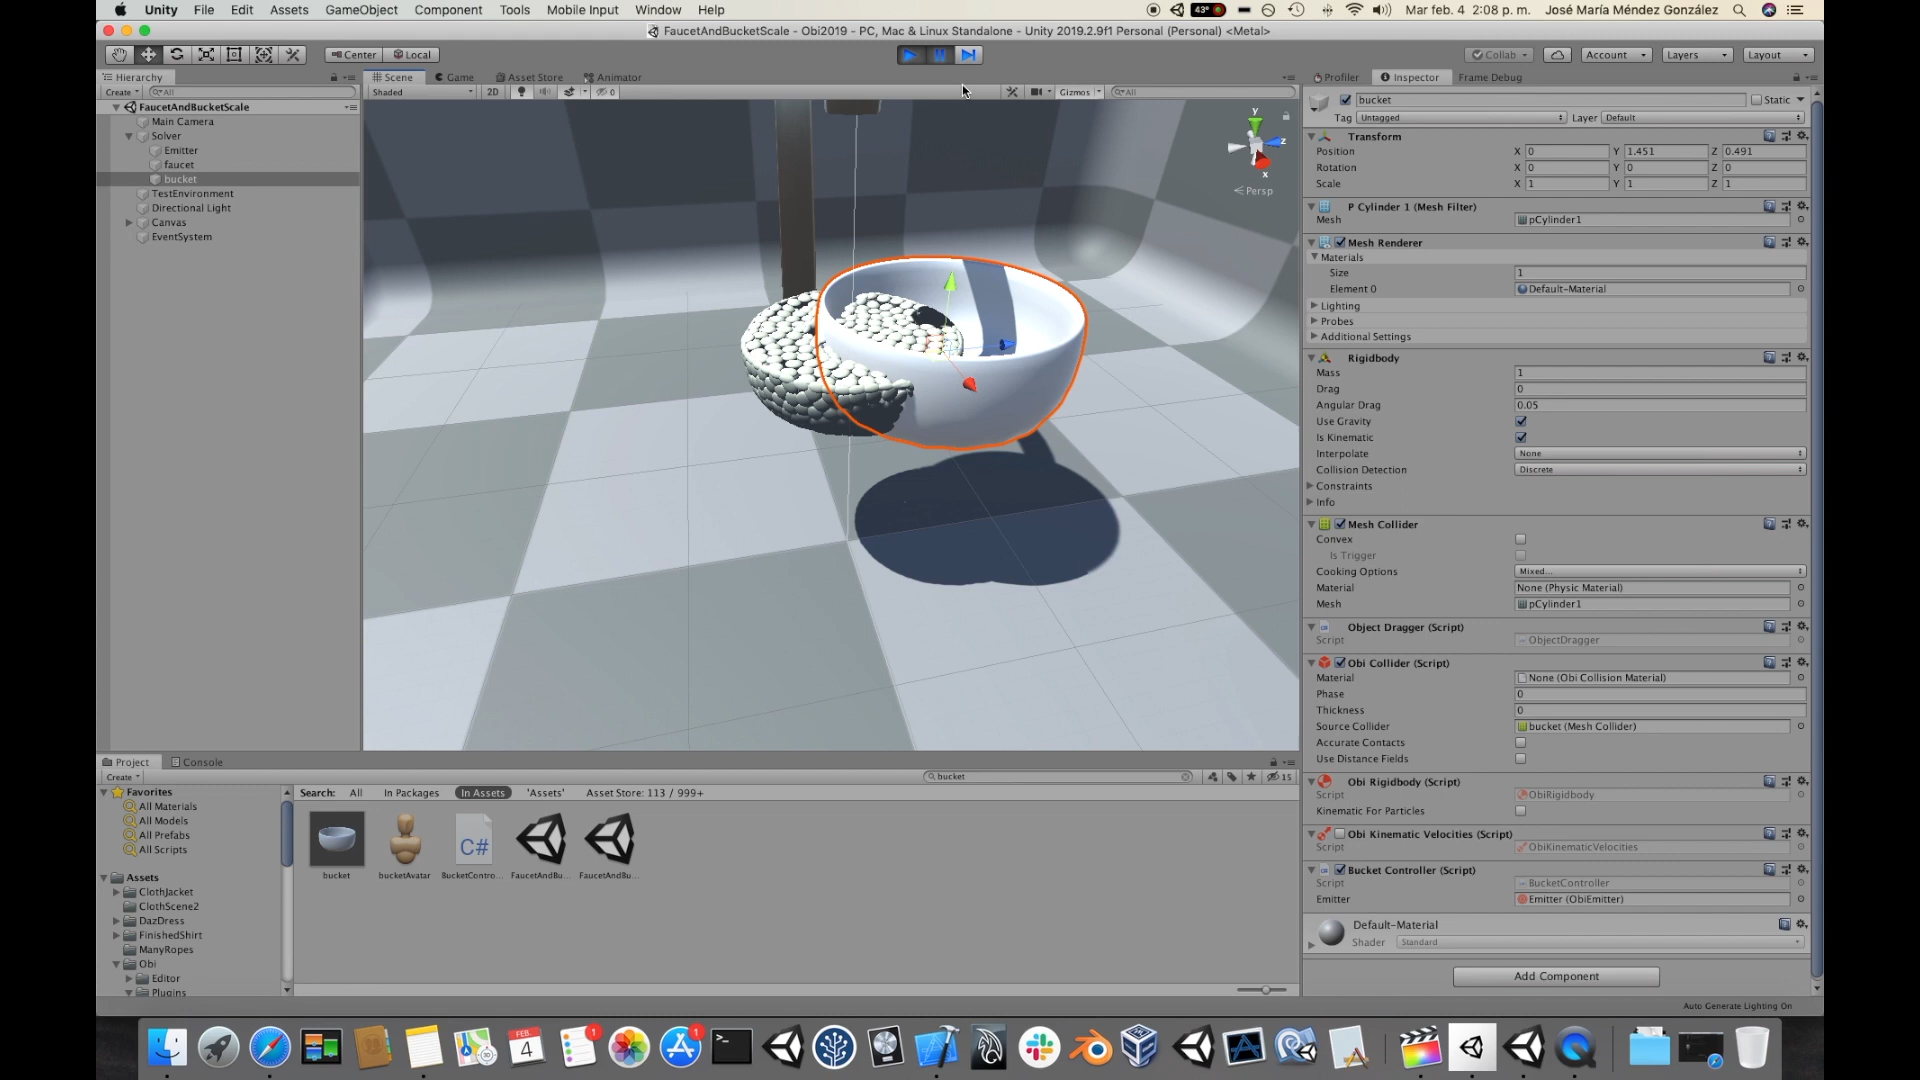 Unity File Edit Assets GameObject Component Tools Mobile Input Window Help
43° Mar feb. 4 2:08 p. m. José María Méndez González
FaucetAndBucketScale - Obi2019 - PC, Mac & Linux Standalone - Unity 2019.2.9f1 Personal (Personal) <Metal>
Center Local Collab Account Layers Layout
Hierarchy
Create All
FaucetAndBucketScale
Main Camera
Solver
Emitter
faucet
bucket
TestEnvironment
Directional Light
Canvas
EventSystem
Scene Game Asset Store Animator
Shaded 2D 0 Gizmos All
y
z
x
Persp
Profiler Inspector Frame Debug
bucket Static
Tag Untagged Layer Default
Transform
Position X 0 Y 1.451 Z 0.491
Rotation X 0 Y 0 Z 0
Scale X 1 Y 1 Z 1
P Cylinder 1 (Mesh Filter)
Mesh pCylinder1
Mesh Renderer
Materials
Size 1
Element 0 Default-Material
Lighting
Probes
Additional Settings
Rigidbody
Mass 1
Drag 0
Angular Drag 0.05
Use Gravity
Is Kinematic
Interpolate None
Collision Detection Discrete
Constraints
Info
Mesh Collider
Convex
Is Trigger
Cooking Options Mixed...
Material None (Physic Material)
Mesh pCylinder1
Object Dragger (Script)
Script ObjectDragger
Obi Collider (Script)
Material None (Obi Collision Material)
Phase 0
Thickness 0
Source Collider bucket (Mesh Collider)
Accurate Contacts
Use Distance Fields
Obi Rigidbody (Script)
Script ObiRigidbody
Kinematic For Particles
Obi Kinematic Velocities (Script)
Script ObiKinematicVelocities
Bucket Controller (Script)
Script BucketController
Emitter Emitter (ObiEmitter)
Default-Material
Shader Standard
Add Component
Auto Generate Lighting On
Project Console
Create bucket 15
Favorites
All Materials
All Models
All Prefabs
All Scripts
Assets
ClothJacket
ClothScene2
DazDress
FinishedShirt
ManyRopes
Obi
Editor
Plugins
Search: All In Packages In Assets 'Assets' Asset Store: 113 / 999+
C#
bucket bucketAvatar BucketContro... FaucetAndBu... FaucetAndBu...
FEB.
4
1
1